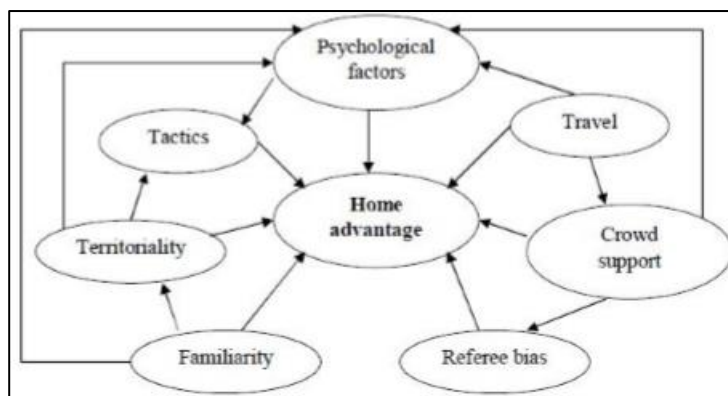 Psychological
factors
Tactics
Travel
Home
advantage
Territoriality
Crowd
support
Familiarity
Referee bias